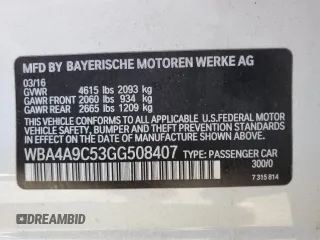 MFD BY BAYERISCHE MOTOREN WERKE AG
03/16
GVWR 4615 lbs 2093 kg
GAWR FRONT 2060 lbs 934 kg
GAWR REAR 2665 lbs 1209 kg
THIS VEHICLE CONFORMS TO ALL APPLICABLE
U.S. FEDERAL MOTOR VEHICLE SAFETY, BUMPER,
AND THEFT PREVENTION STANDARDS IN EFFECT
ON THE DATE OF MANUFACTURE SHOWN ABOVE.
WBA4A9C53GG508407 TYPE: PASSENGER CAR
300/0
7 315 814
DREAMBID